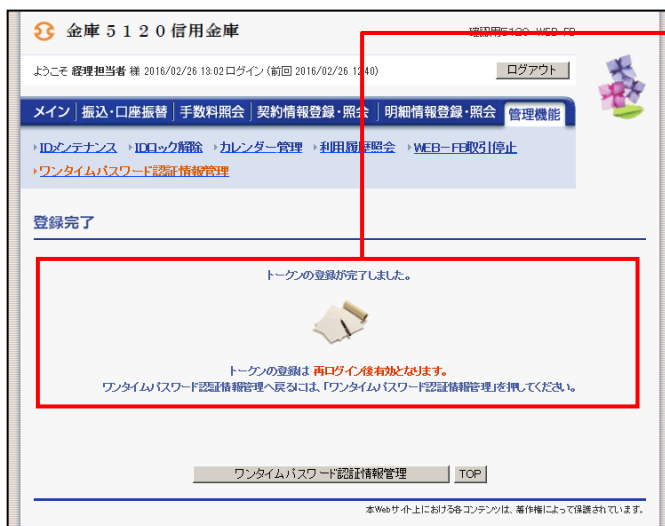 金庫５１２０信用金庫
確認用5120 WEB-FB
ようこそ 経理担当者 様 2016/02/26 13:02ログイン (前回 2016/02/26 12:40)
ログアウト
メイン 振込・口座振替 手数料照会 契約情報登録・照会 明細情報登録・照会 管理機能
IDメンテナンス IDロック解除 カレンダー管理 利用履歴照会 WEB－FB取引停止
ワンタイムパスワード認証情報管理
登録完了
トークンの登録が完了しました。
トークンの登録は 再ログイン後有効となります。
ワンタイムパスワード認証情報管理へ戻るには、「ワンタイムパスワード認証情報管理」を押してください。
ワンタイムパスワード認証情報管理 TOP
本Webサイト上における各コンテンツは、著作権によって保護されています。